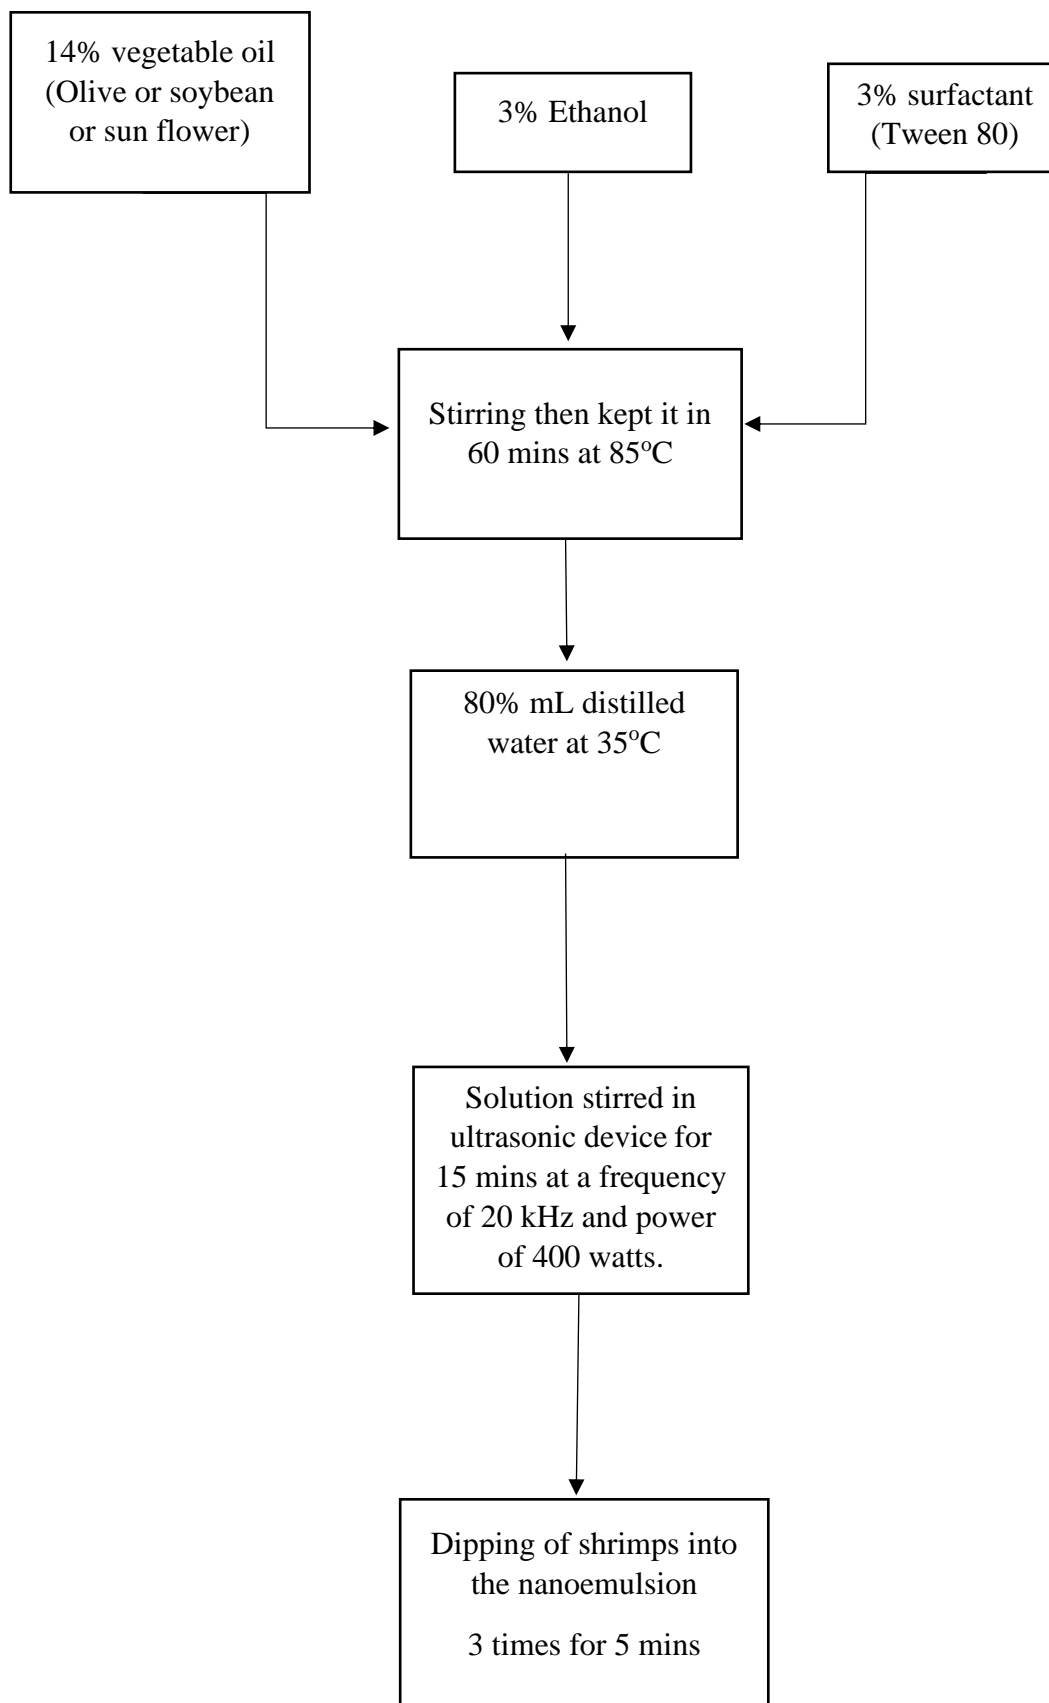 14% vegetable oil
(Olive or soybean
or sun flower)
3% Ethanol
3% surfactant
(Tween 80)
Stirring then kept it in
60 mins at 85°C
80% mL distilled
water at 35°C
Solution stirred in
ultrasonic device for
15 mins at a frequency
of 20 kHz and power
of 400 watts.
Dipping of shrimps into
the nanoemulsion
3 times for 5 mins